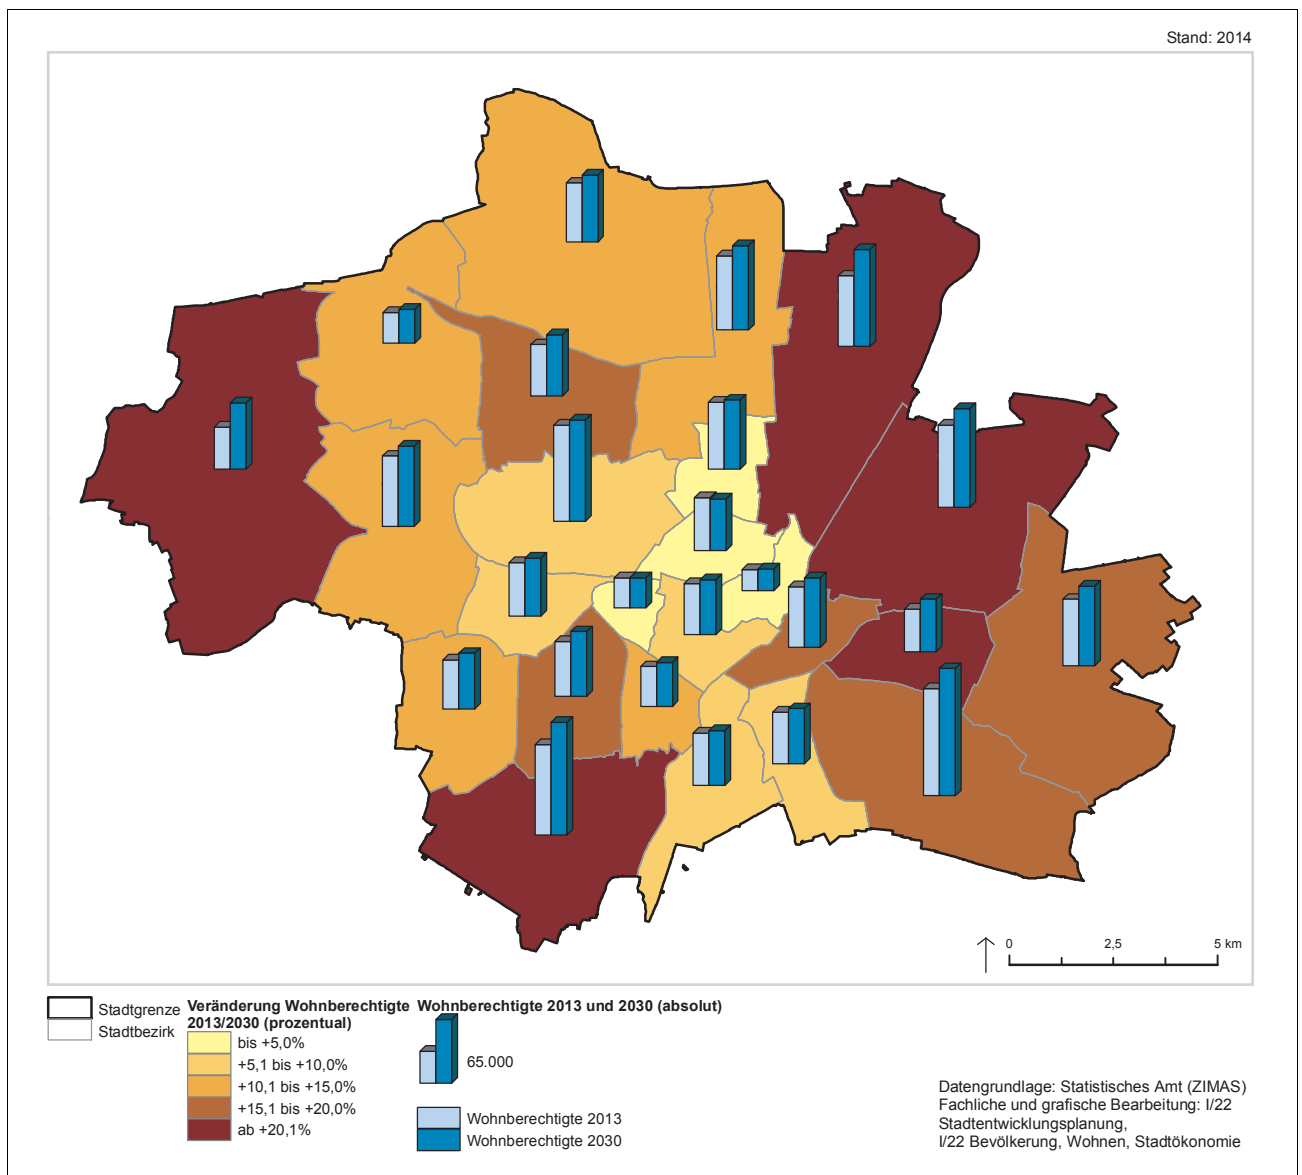 Stand: 2014
0 2,5 5 km
Stadtgrenze
Stadtbezirk
Veränderung Wohnberechtigte
2013/2030 (prozentual)
bis +5,0%
+5,1 bis +10,0%
+10,1 bis +15,0%
+15,1 bis +20,0%
ab +20,1%
Wohnberechtigte 2013 und 2030 (absolut)
65.000
Wohnberechtigte 2013
Wohnberechtigte 2030
Datengrundlage: Statistisches Amt (ZIMAS)
Fachliche und grafische Bearbeitung: I/22
Stadtentwicklungsplanung,
I/22 Bevölkerung, Wohnen, Stadtökonomie